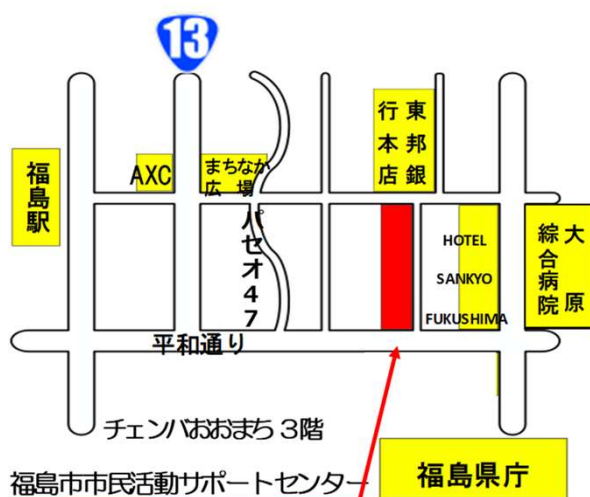 13
福島駅
AXC
まちなか
広場
パセオ47
東邦銀
行本店
HOTEL
SANKYO
FUKUSHIMA
大原
綜合病院
平和通り
チェンバおおまち 3階
福島市市民活動サポートセンター
福島県庁